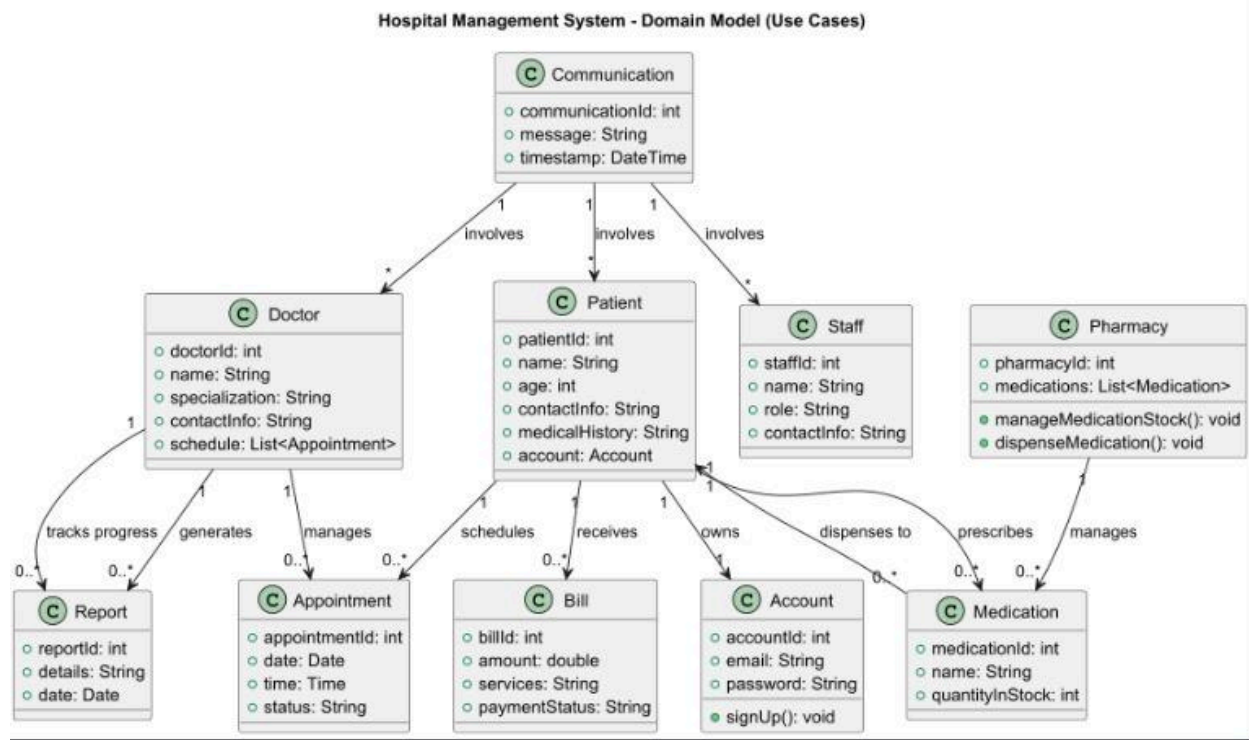 Hospital Management System - Domain Model (Use Cases)
C Communication
communicationId: int
message: String
timestamp: DateTime
1
1
1
involves
involves
involves
*
*
*
C Doctor
doctorId: int
name: String
specialization: String
contactInfo: String
schedule: List<Appointment>
C Patient
patientId: int
name: String
age: int
contactInfo: String
medicalHistory: String
account: Account
C Staff
staffId: int
name: String
role: String
contactInfo: String
C Pharmacy
pharmacyId: int
medications: List<Medication>
manageMedicationStock(): void
dispenseMedication(): void
1
1
1
1
1
1
1
1
1
tracks progress
generates
manages
schedules
receives
owns
dispenses to
prescribes
manages
0..*
0..*
0..*
0..*
0..*
1
0..*
0..*
0..*
C Report
reportId: int
details: String
date: Date
C Appointment
appointmentId: int
date: Date
time: Time
status: String
C Bill
billId: int
amount: double
services: String
paymentStatus: String
C Account
accountId: int
email: String
password: String
signUp(): void
C Medication
medicationId: int
name: String
quantityInStock: int